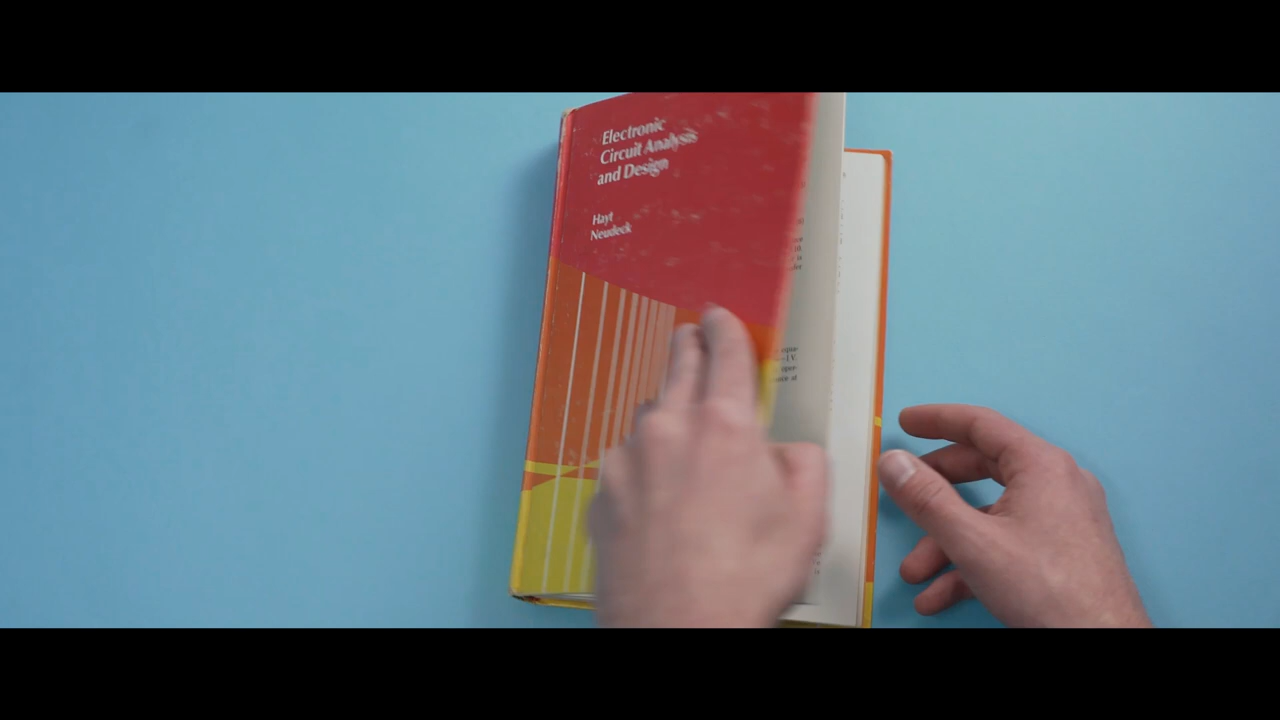 Electronic
Circuit Analysis
and Design
Hayt
Neudeck